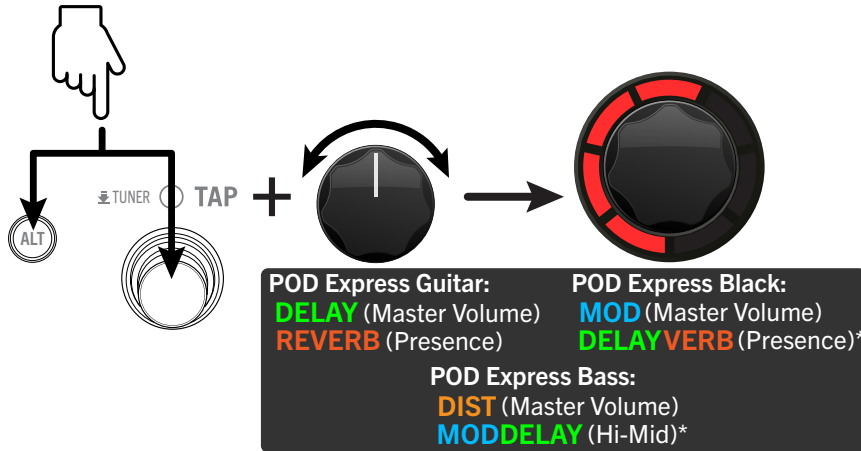 TUNER TAP
ALT
POD Express Guitar:
DELAY (Master Volume)
REVERB (Presence)
POD Express Black:
MOD (Master Volume)
DELAYVERB (Presence)*
POD Express Bass:
DIST (Master Volume)
MODDELAY (Hi-Mid)*